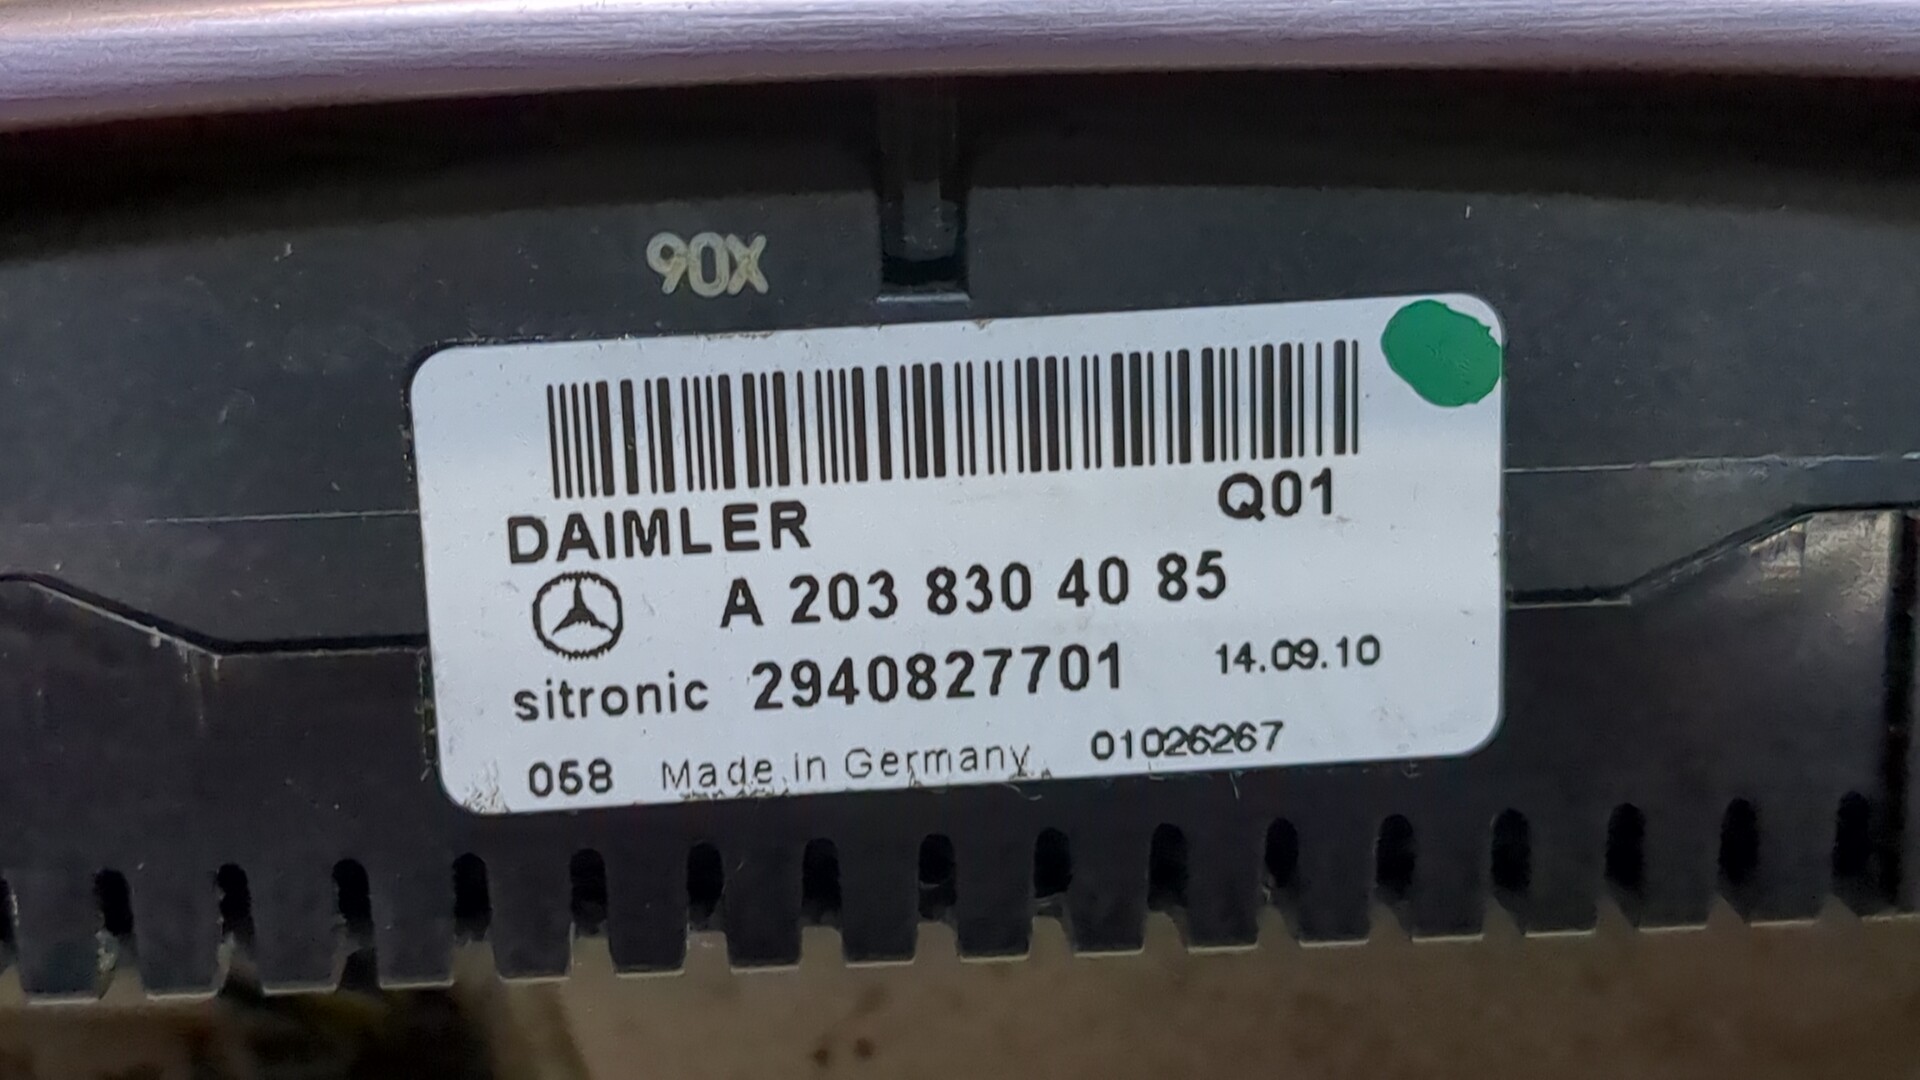 90X
DAIMLER Q01
A 203 830 40 85
sitronic 2940827701 14.09.10
058 Made in Germany 01026267